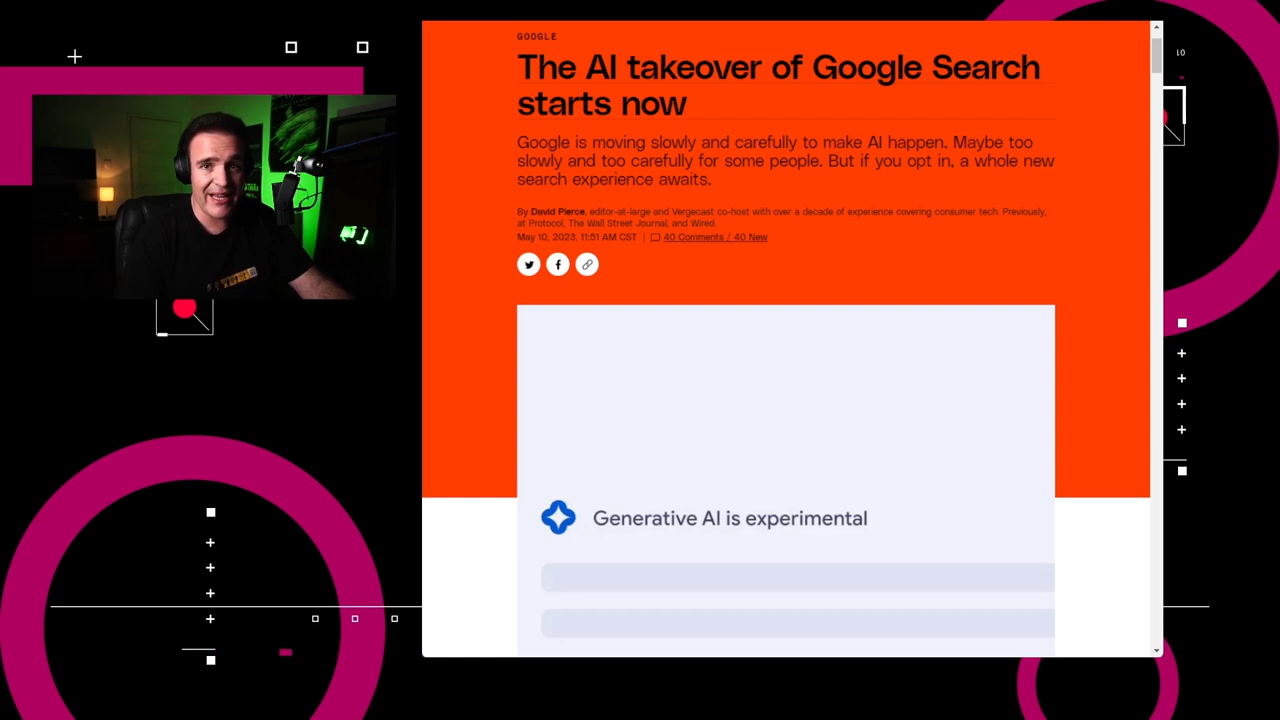 GOOGLE
The AI takeover of Google Search
starts now
Google is moving slowly and carefully to make AI happen. Maybe too
slowly and too carefully for some people. But if you opt in, a whole new
search experience awaits.
By David Pierce, editor-at-large and Vergecast co-host with over a decade of experience covering consumer tech. Previously,
at Protocol, The Wall Street Journal, and Wired.
May 10, 2023, 11:51 AM CST | 40 Comments / 40 New
Generative AI is experimental